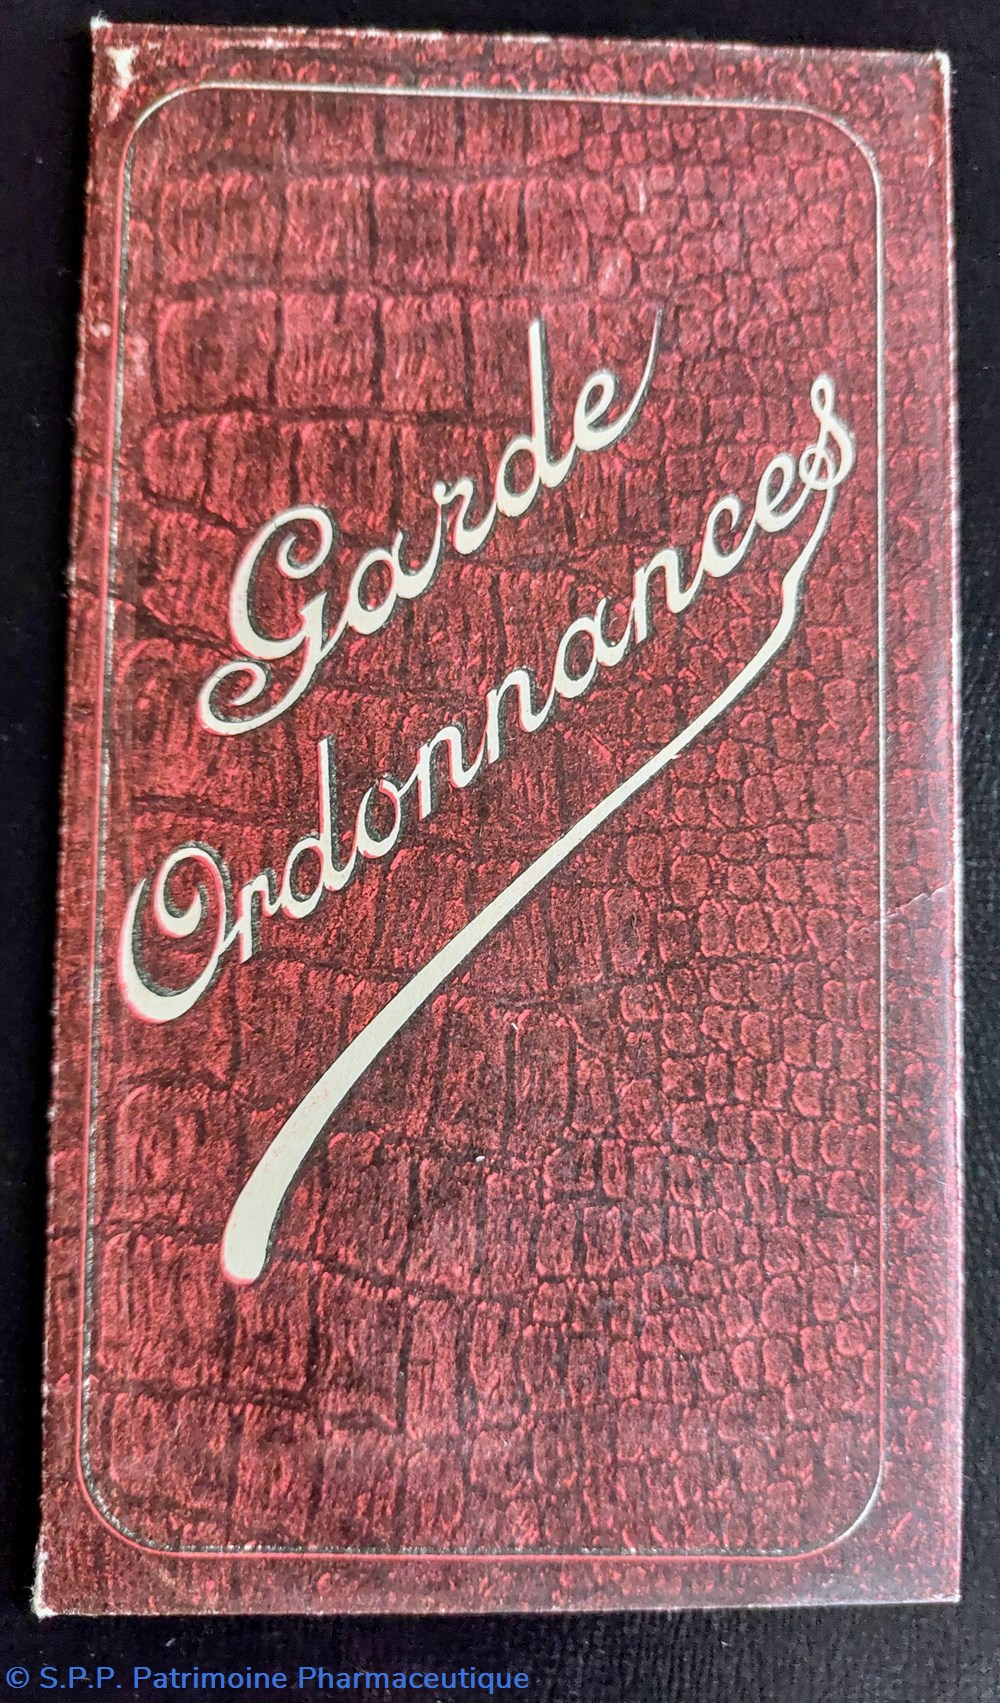 Garde
Ordonnances
© S.P.P. Patrimoine Pharmaceutique